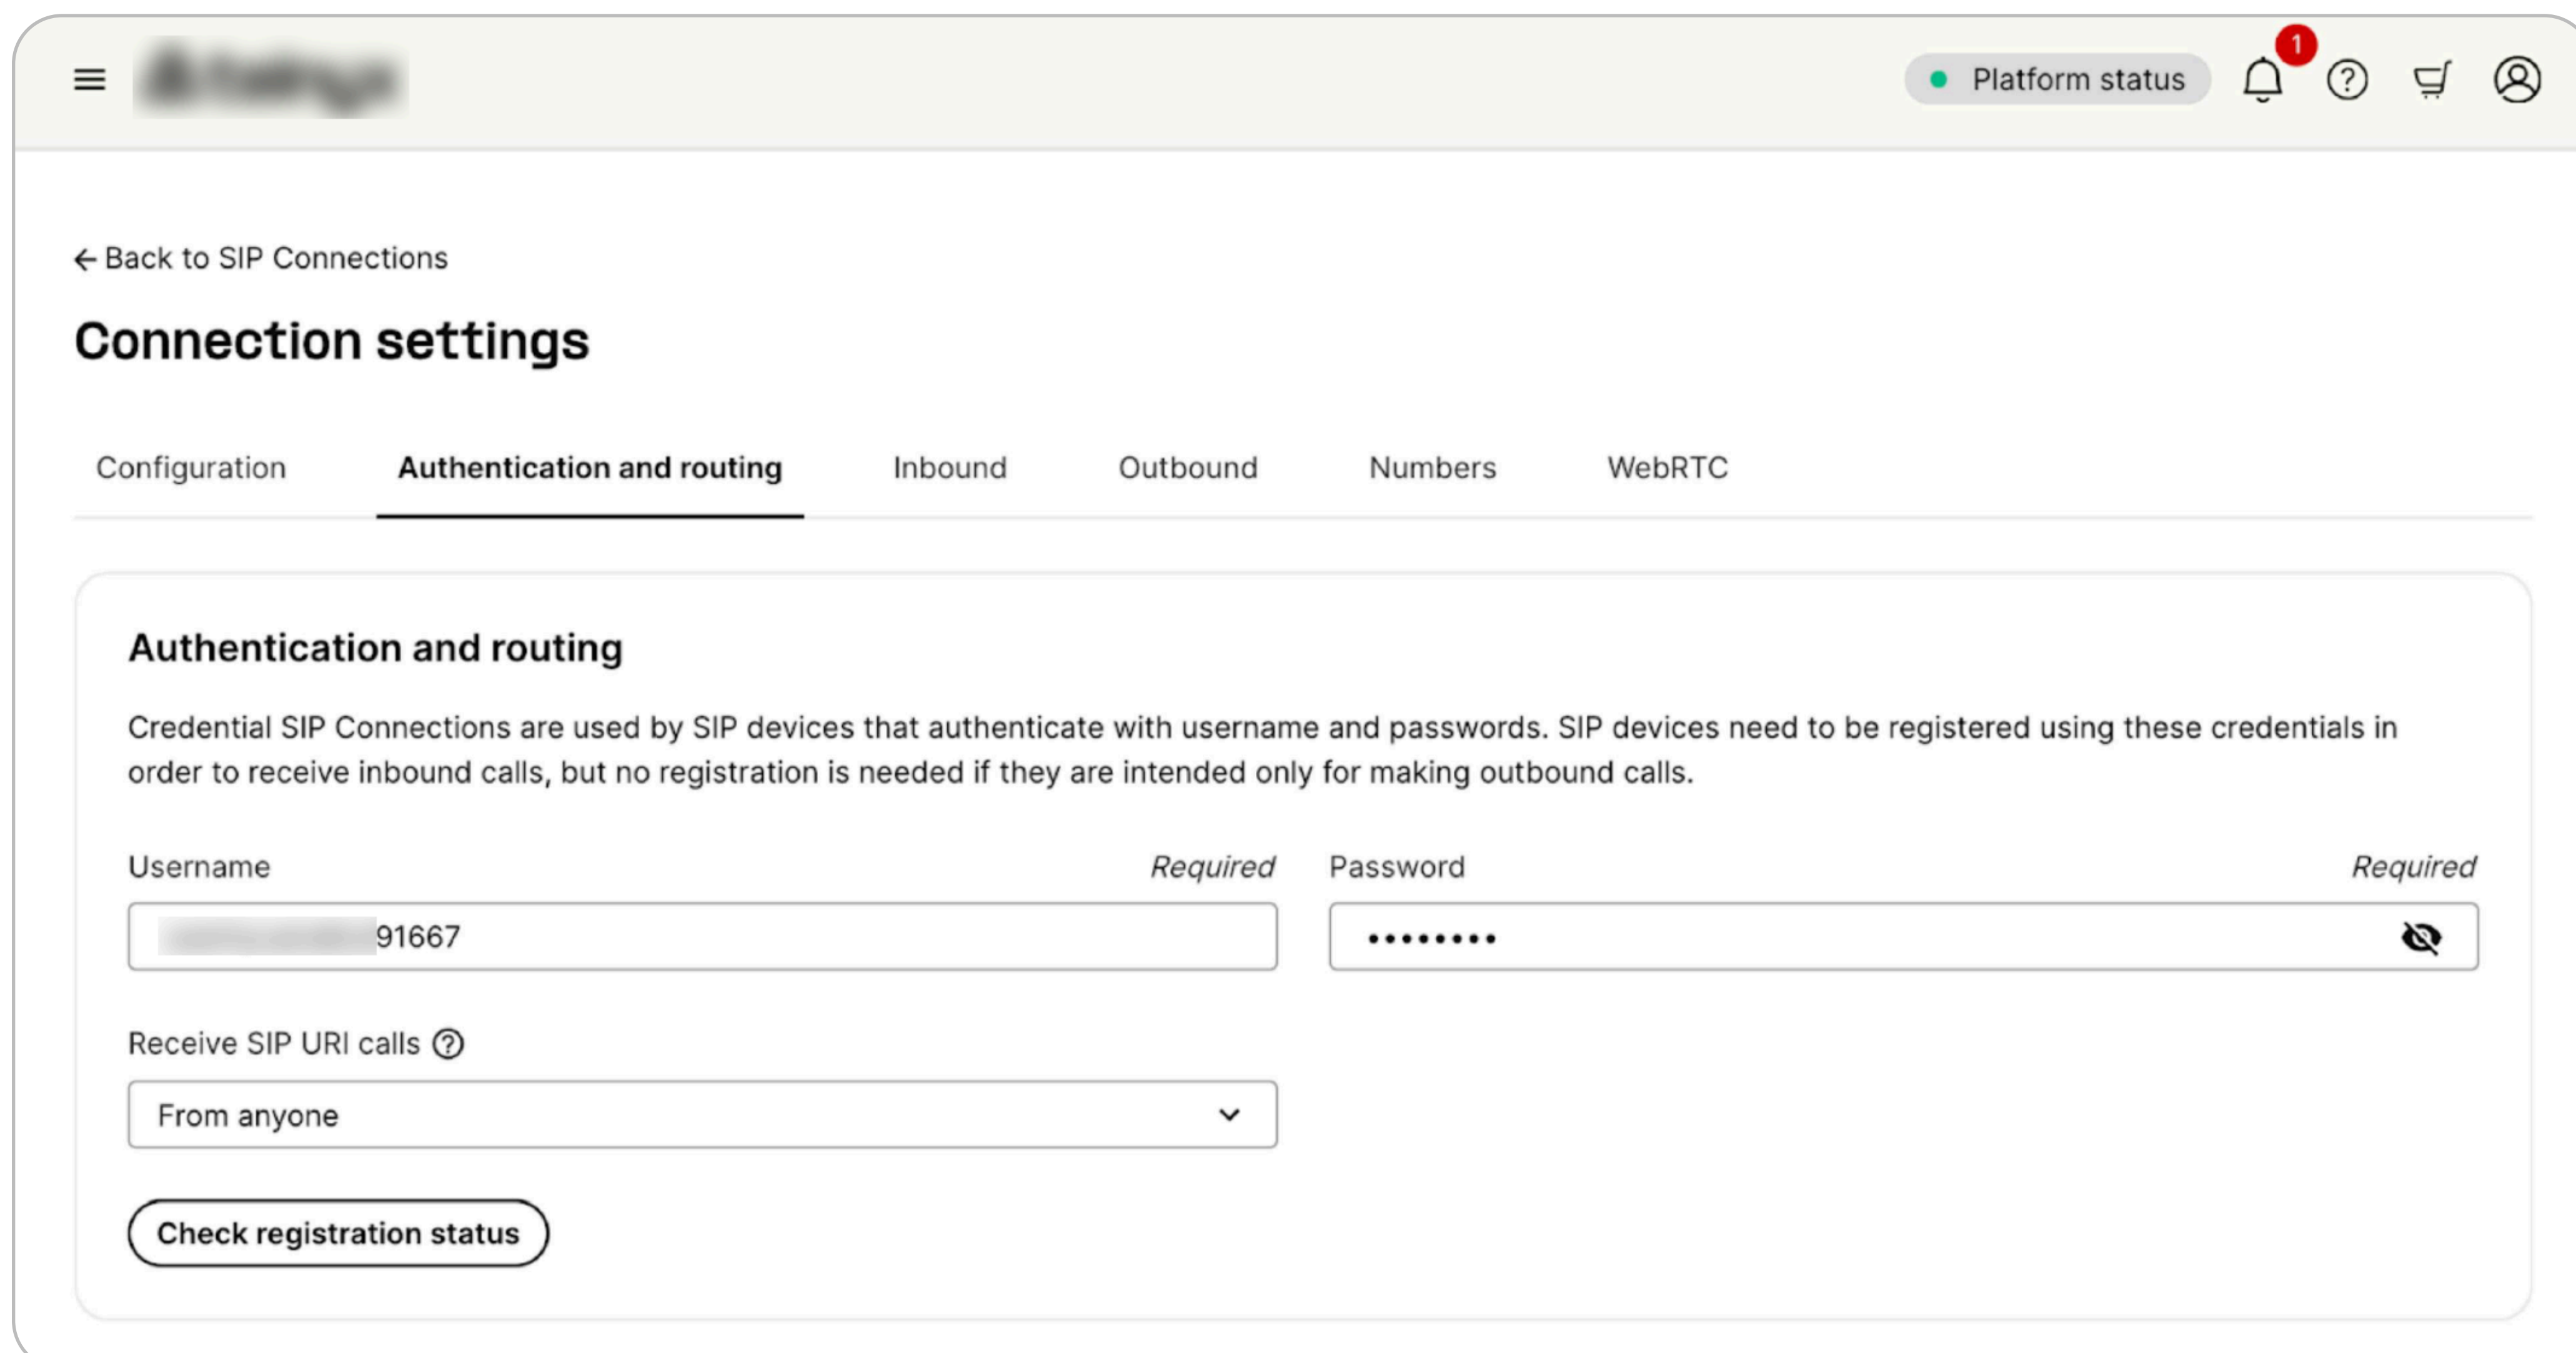 Platform status
1
Back to SIP Connections
Connection settings
Configuration
Authentication and routing
Inbound
Outbound
Numbers
WebRTC
Authentication and routing
Credential SIP Connections are used by SIP devices that authenticate with username and passwords. SIP devices need to be registered using these credentials in
order to receive inbound calls, but no registration is needed if they are intended only for making outbound calls.
Username
Required
Password
Required
91667
Receive SIP URI calls
From anyone
Check registration status